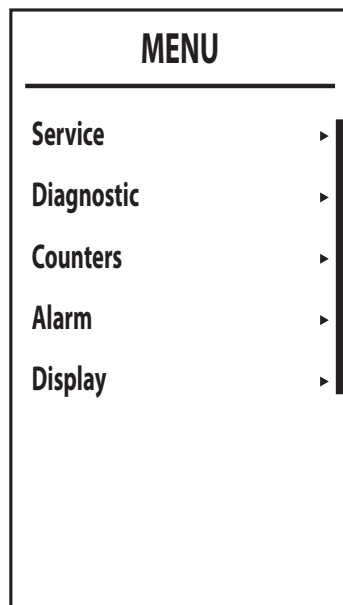 MENU
Service
Diagnostic
Counters
Alarm
Display